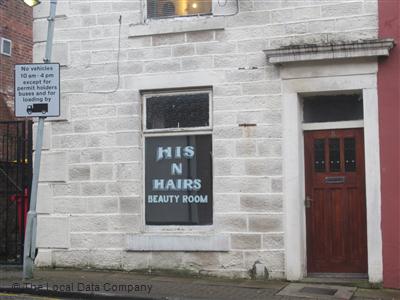 No vehicles
10 am - 4 pm
except for
permit holders
buses and for
loading by
HIS
N
HAIRS
BEAUTY ROOM
© The Local Data Company